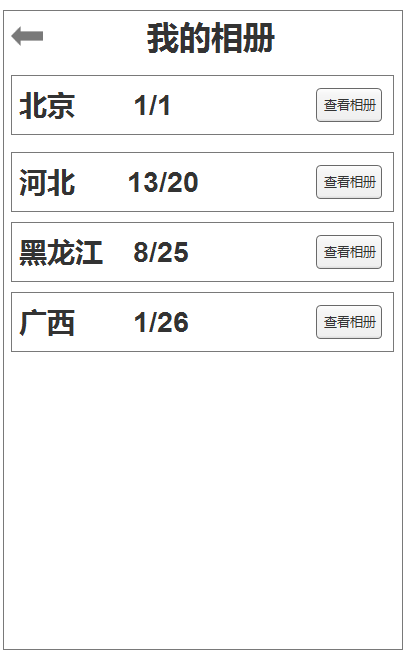 我的相册
北京 1/1 查看相册
河北 13/20 查看相册
黑龙江 8/25 查看相册
广西 1/26 查看相册